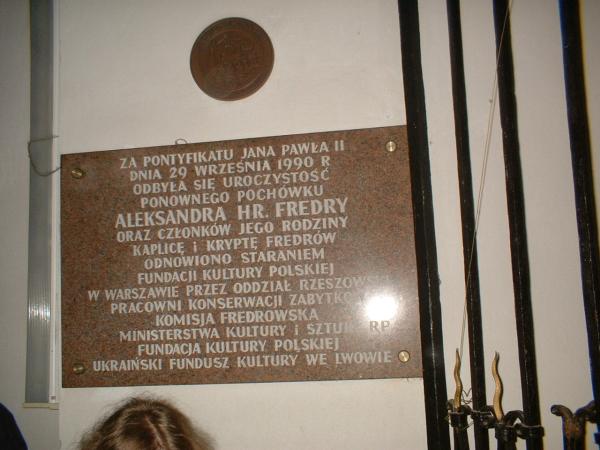 ZA PONTYFIKATU JANA PAWŁA II
DNIA 29 WRZEŚNIA 1990 R
ODBYŁA SIĘ UROCZYSTOŚĆ
PONOWNEGO POCHÓWKU
ALEKSANDRA HR. FREDRY
ORAZ CZŁONKÓW JEGO RODZINY
KAPLICĘ i KRYPTĘ FREDRÓW
ODNOWIONO STARANIEM
FUNDACJI KULTURY POLSKIEJ
W WARSZAWIE PRZEZ ODDZIAŁ RZESZOWSKI
PRACOWNI KONSERWACJI
KOMISJA FREDROWSKA
MINISTERSTWA KULTURY i RP
FUNDACJA KULTURY POLSKIEJ
UKRAIŃSKI FUNDUSZ KULTURY WE LWOWIE